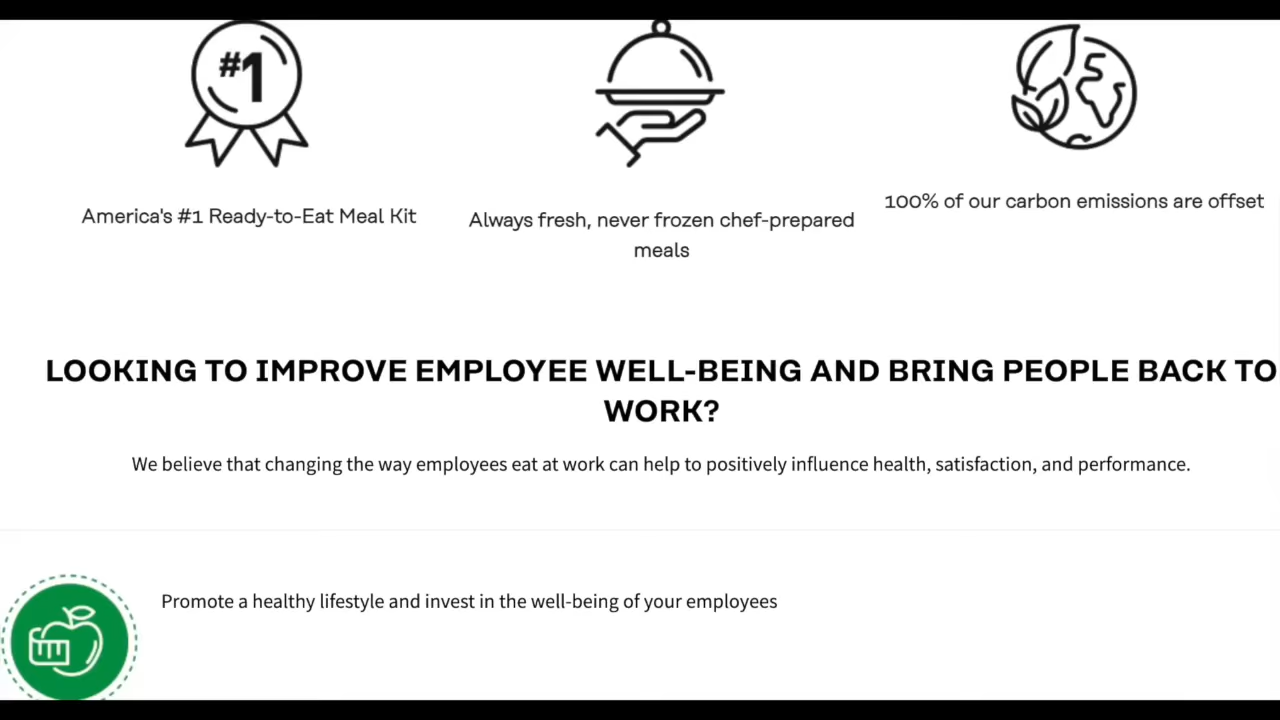 #1
America's #1 Ready-to-Eat Meal Kit
Always fresh, never frozen chef-prepared
meals
100% of our carbon emissions are offset
LOOKING TO IMPROVE EMPLOYEE WELL-BEING AND BRING PEOPLE BACK TO
WORK?
We believe that changing the way employees eat at work can help to positively influence health, satisfaction, and performance.
Promote a healthy lifestyle and invest in the well-being of your employees